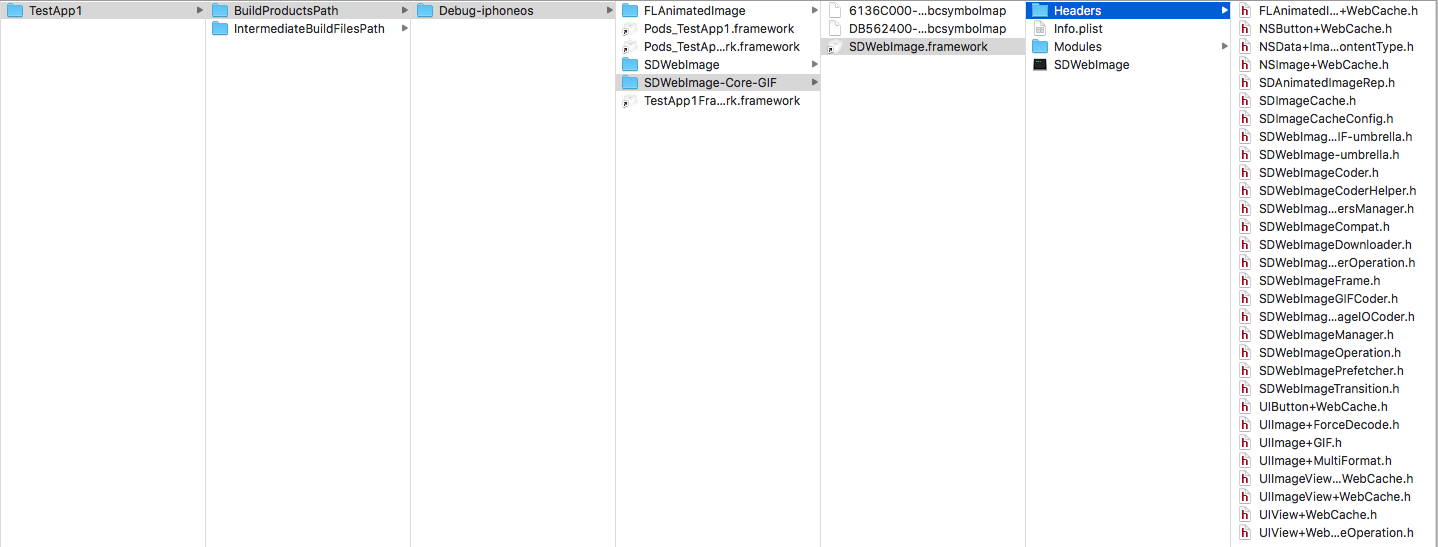 TestApp1
BuildProductsPath
IntermediateBuildFilesPath
Debug-iphoneos
FLAnimatedImage
Pods_TestApp1.framework
Pods_TestAp...rk.framework
SDWebImage
SDWebImage-Core-GIF
TestApp1Fra...rk.framework
6136C000-...bcsymbolmap
DB562400-...bcsymbolmap
SDWebImage.framework
Headers
Info.plist
Modules
SDWebImage
FLAnimatedI...+WebCache.h
NSButton+WebCache.h
NSData+Ima...ontentType.h
NSImage+WebCache.h
SDAnimatedImageRep.h
SDImageCache.h
SDImageCacheConfig.h
SDWebImag...IF-umbrella.h
SDWebImage-umbrella.h
SDWebImageCoder.h
SDWebImageCoderHelper.h
SDWebImag...ersManager.h
SDWebImageCompat.h
SDWebImageDownloader.h
SDWebImag...erOperation.h
SDWebImageFrame.h
SDWebImageGIFCoder.h
SDWebImag...ageIOCoder.h
SDWebImageManager.h
SDWebImageOperation.h
SDWebImagePrefetcher.h
SDWebImageTransition.h
UIButton+WebCache.h
UIImage+ForceDecode.h
UIImage+GIF.h
UIImage+MultiFormat.h
UIImageView...WebCache.h
UIImageView+WebCache.h
UIView+WebCache.h
UIView+Web...eOperation.h